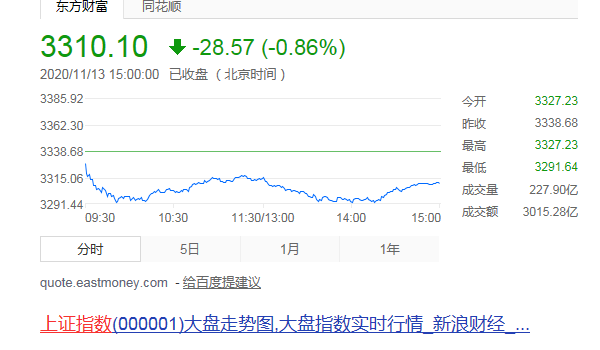 东方财富 同花顺
3310.10 -28.57 (-0.86%)
2020/11/13 15:00:00 已收盘 (北京时间)
3385.92
3362.30
3338.68
3315.06
3291.44
09:30 10:30 11:30/13:00 14:00 15:00
今开 3327.23
昨收 3338.68
最高 3327.23
最低 3291.64
成交量 227.90亿
成交额 3015.28亿
分时 5日 1月 1年
quote.eastmoney.com - 给百度提建议
上证指数(000001)大盘走势图,大盘指数实时行情_新浪财经_...